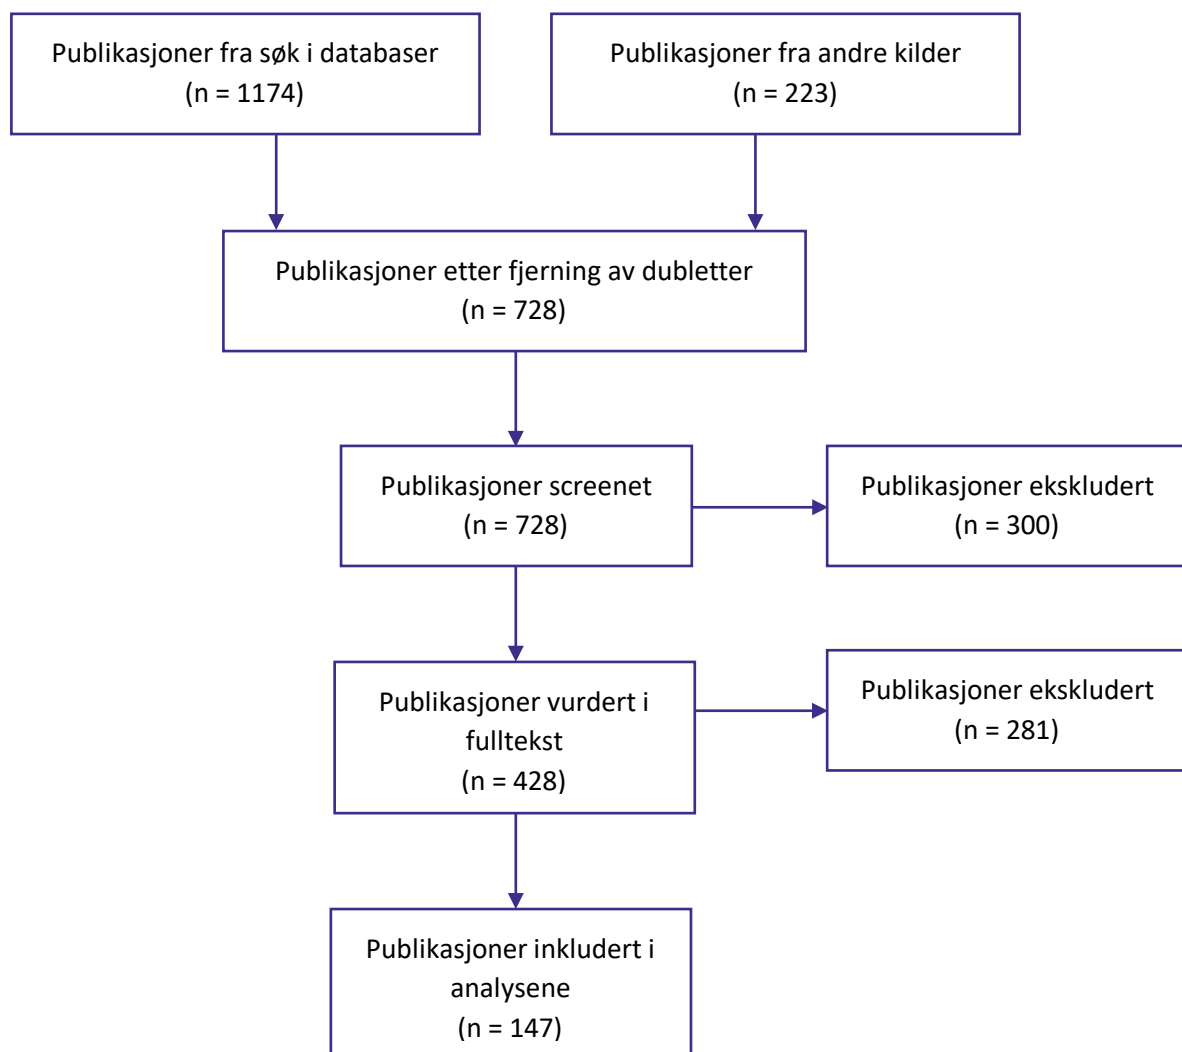 Publikasjoner fra søk i databaser
(n = 1174)
Publikasjoner fra andre kilder
(n = 223)
Publikasjoner etter fjerning av dubletter
(n = 728)
Publikasjoner screenet
(n = 728)
Publikasjoner ekskludert
(n = 300)
Publikasjoner vurdert i
fulltekst
(n = 428)
Publikasjoner ekskludert
(n = 281)
Publikasjoner inkludert i
analysene
(n = 147)